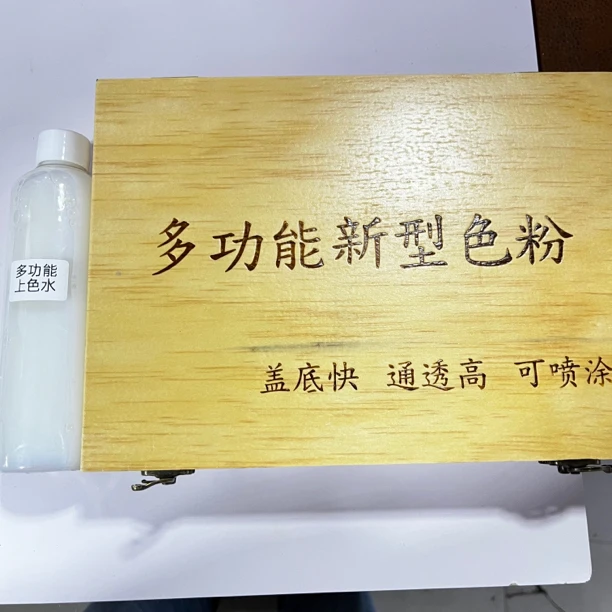 多功能新型色粉
多功能
上色水
盖底快 通透高 可喷涂